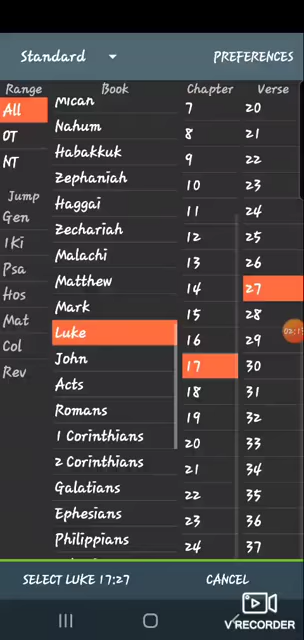 Standard PREFERENCES
Range Book Chapter Verse
All Micah 7 20
OT Nahum 8 21
NT Habakkuk 9 22
Zephaniah 10 23
Jump Haggai 11 24
Gen Zechariah 12 25
1 Ki Malachi 13 26
Psa Matthew 14 27
Hos Mark 15 28
Mat Luke 16 29
Col John 17 30
Rev Acts 18 31
Romans 19 32
1 Corinthians 20 33
2 Corinthians 21 34
Galatians 22 35
Ephesians 23 36
Philippians 24 37
SELECT LUKE 17:27 CANCEL
V RECORDER